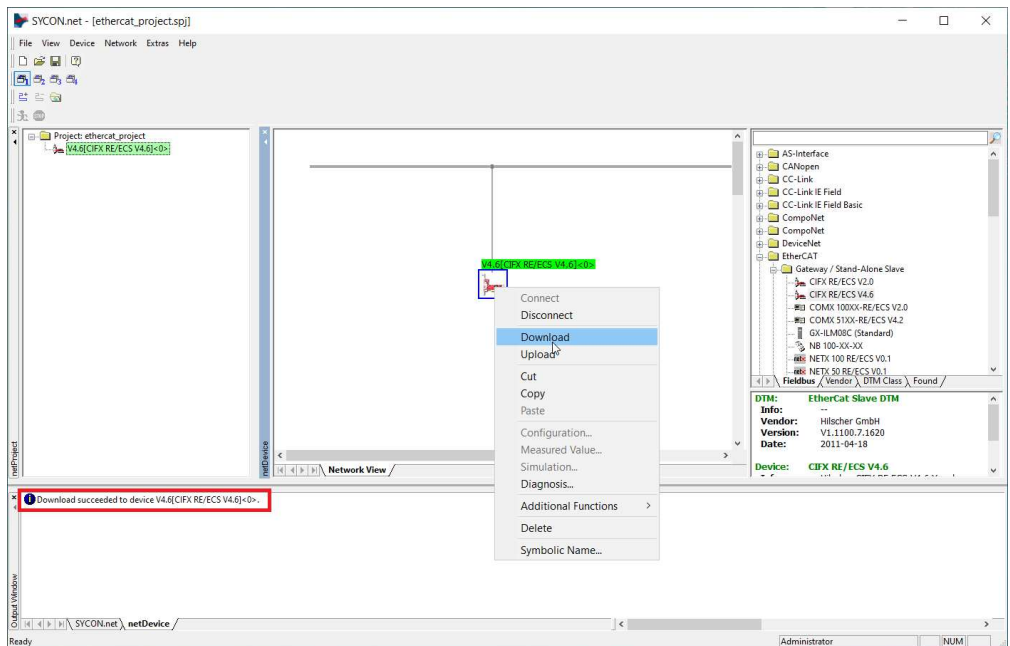 SYCON.net - [ethercat_project.spj]
File View Device Network Extras Help
netProject
Project: ethercat_project
V4.6[CIFX RE/ECS V4.6]<0>
netDevice
V4.6[CIFX RE/ECS V4.6]<0>
Network View
Connect
Disconnect
Download
Upload
Cut
Copy
Paste
Configuration...
Measured Value...
Simulation...
Diagnosis...
Additional Functions
Delete
Symbolic Name...
AS-Interface
CANopen
CC-Link
CC-Link IE Field
CC-Link IE Field Basic
CompoNet
CompoNet
DeviceNet
EtherCAT
Gateway / Stand-Alone Slave
CIFX RE/ECS V2.0
CIFX RE/ECS V4.6
COMX 100XX-RE/ECS V2.0
COMX 51XX-RE/ECS V4.2
GX-ILM08C (Standard)
NB 100-XX-XX
NETX 100 RE/ECS V0.1
NETX 50 RE/ECS V0.1
Fieldbus Vendor DTM Class Found
DTM: EtherCat Slave DTM
Info: --
Vendor: Hilscher GmbH
Version: V1.1100.7.1620
Date: 2011-04-18
Device: CIFX RE/ECS V4.6
Output Window
Download succeeded to device V4.6[CIFX RE/ECS V4.6]<0>.
SYCON.net netDevice
Ready
Administrator
NUM